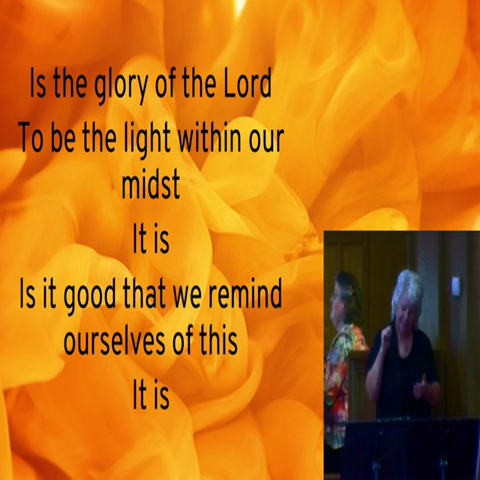 Is the glory of the Lord
To be the light within our
midst
It is
Is it good that we remind
ourselves of this
It is